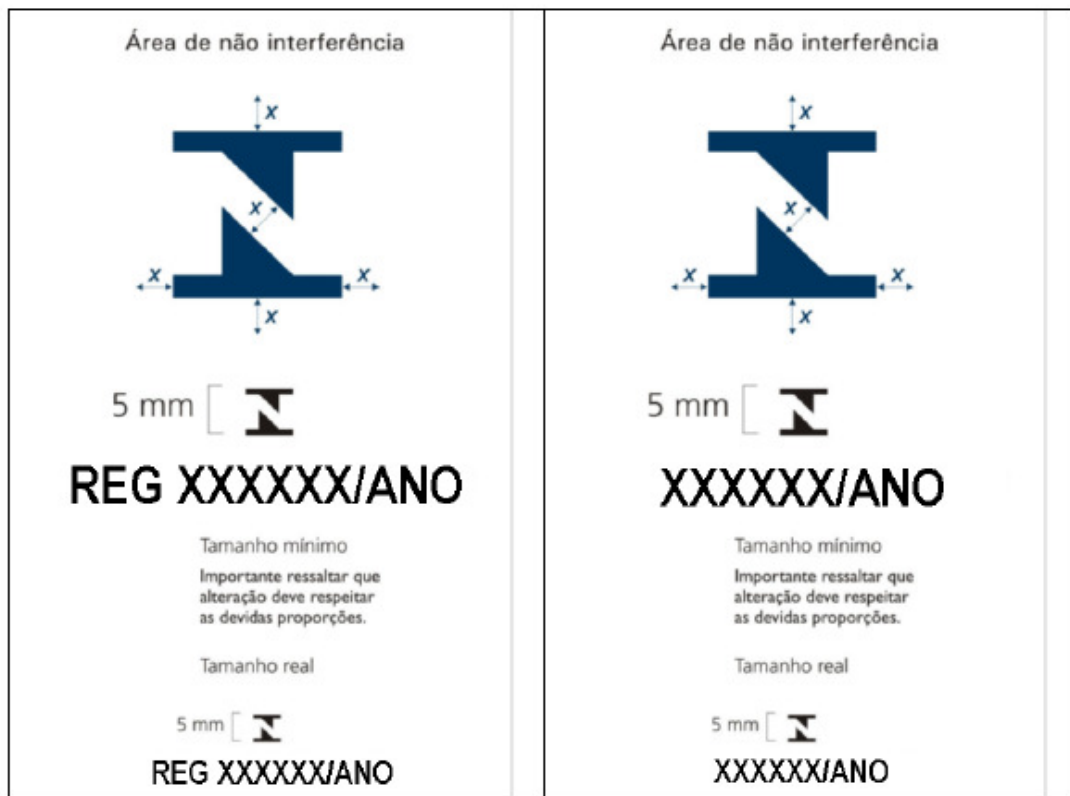 Área de não interferência
x
x
x
x
x
5 mm
REG XXXXXX/ANO
Tamanho mínimo
Importante ressaltar que
alteração deve respeitar
as devidas proporções.
Tamanho real
5 mm
REG XXXXXX/ANO
Área de não interferência
x
x
x
x
x
5 mm
XXXXXX/ANO
Tamanho mínimo
Importante ressaltar que
alteração deve respeitar
as devidas proporções.
Tamanho real
5 mm
XXXXXX/ANO